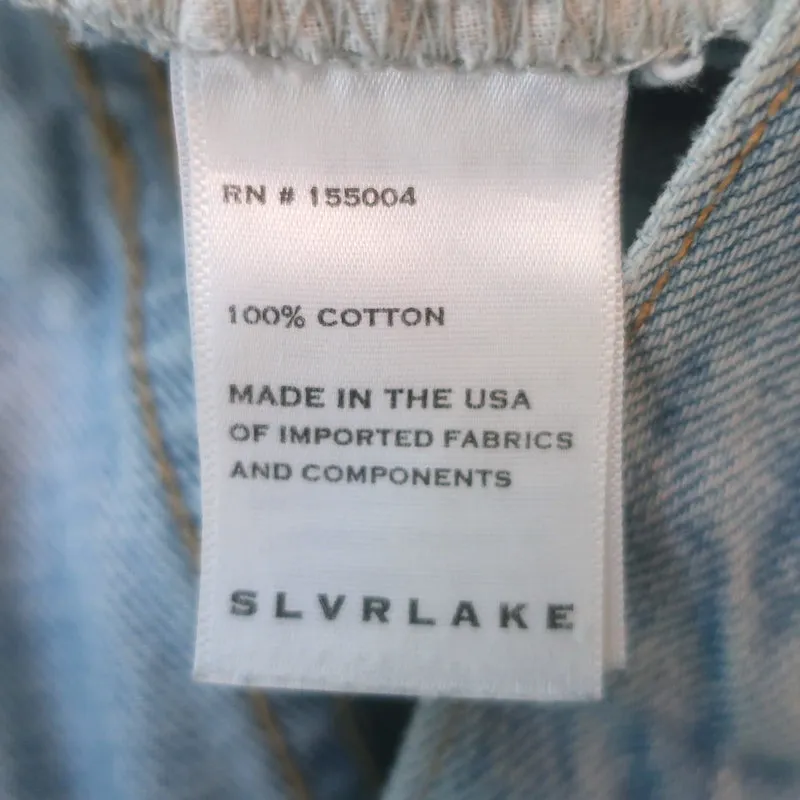 RN # 155004
100% COTTON
MADE IN THE USA
OF IMPORTED FABRICS
AND COMPONENTS
SLVRLAKE